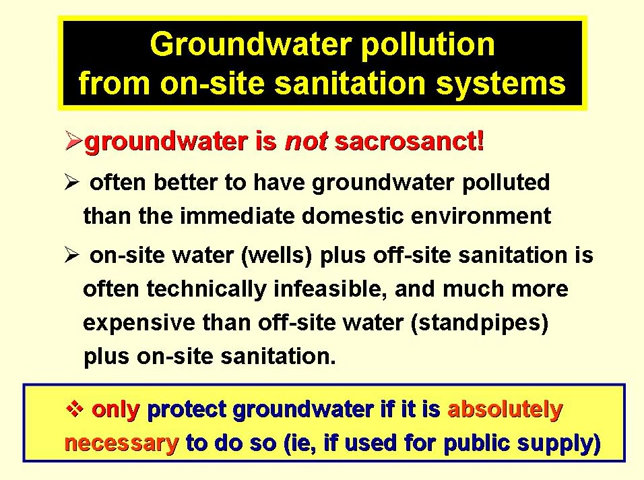 Groundwater pollution
from on-site sanitation systems
➢groundwater is not sacrosanct!
➢ often better to have groundwater polluted
than the immediate domestic environment
➢ on-site water (wells) plus off-site sanitation is
often technically infeasible, and much more
expensive than off-site water (standpipes)
plus on-site sanitation.
❖ only protect groundwater if it is absolutely
necessary to do so (ie, if used for public supply)